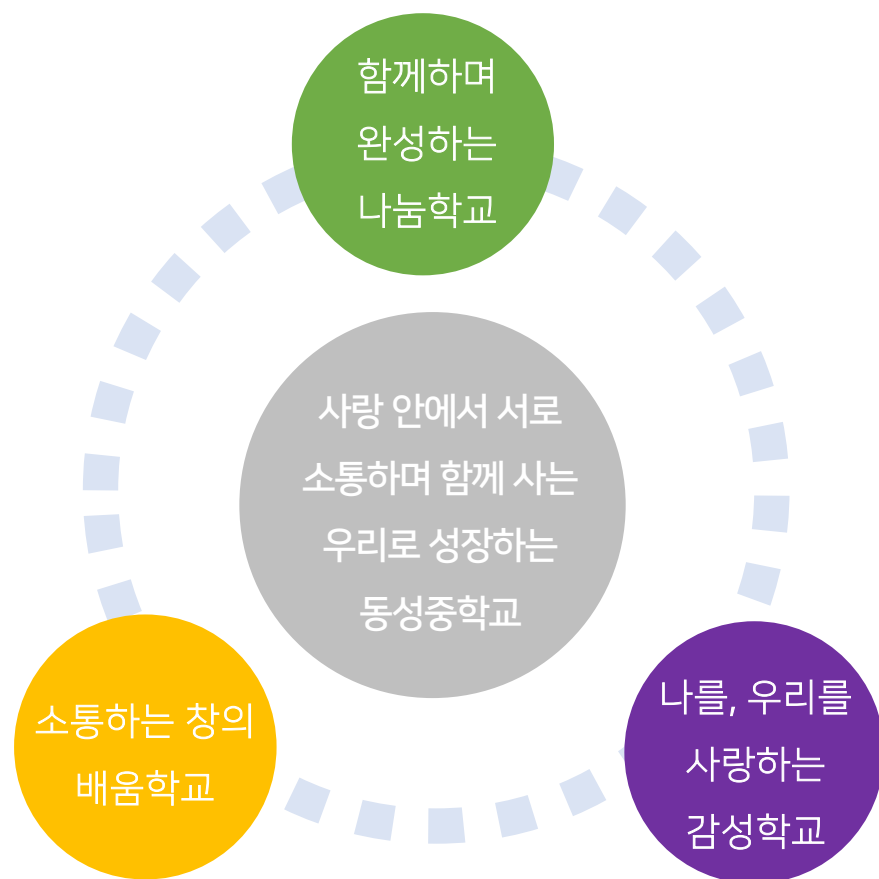 함께하며
완성하는
나눔학교
사랑 안에서 서로
소통하며 함께 사는
우리로 성장하는
동성중학교
소통하는 창의
배움학교
나를, 우리를
사랑하는
감성학교